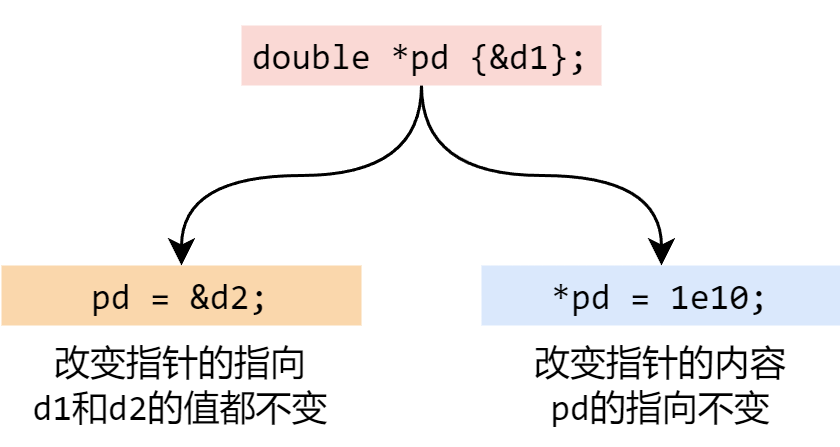 double *pd {&d1};
pd = &d2;
改变指针的指向
d1和d2的值都不变
*pd = 1e10;
改变指针的内容
pd的指向不变